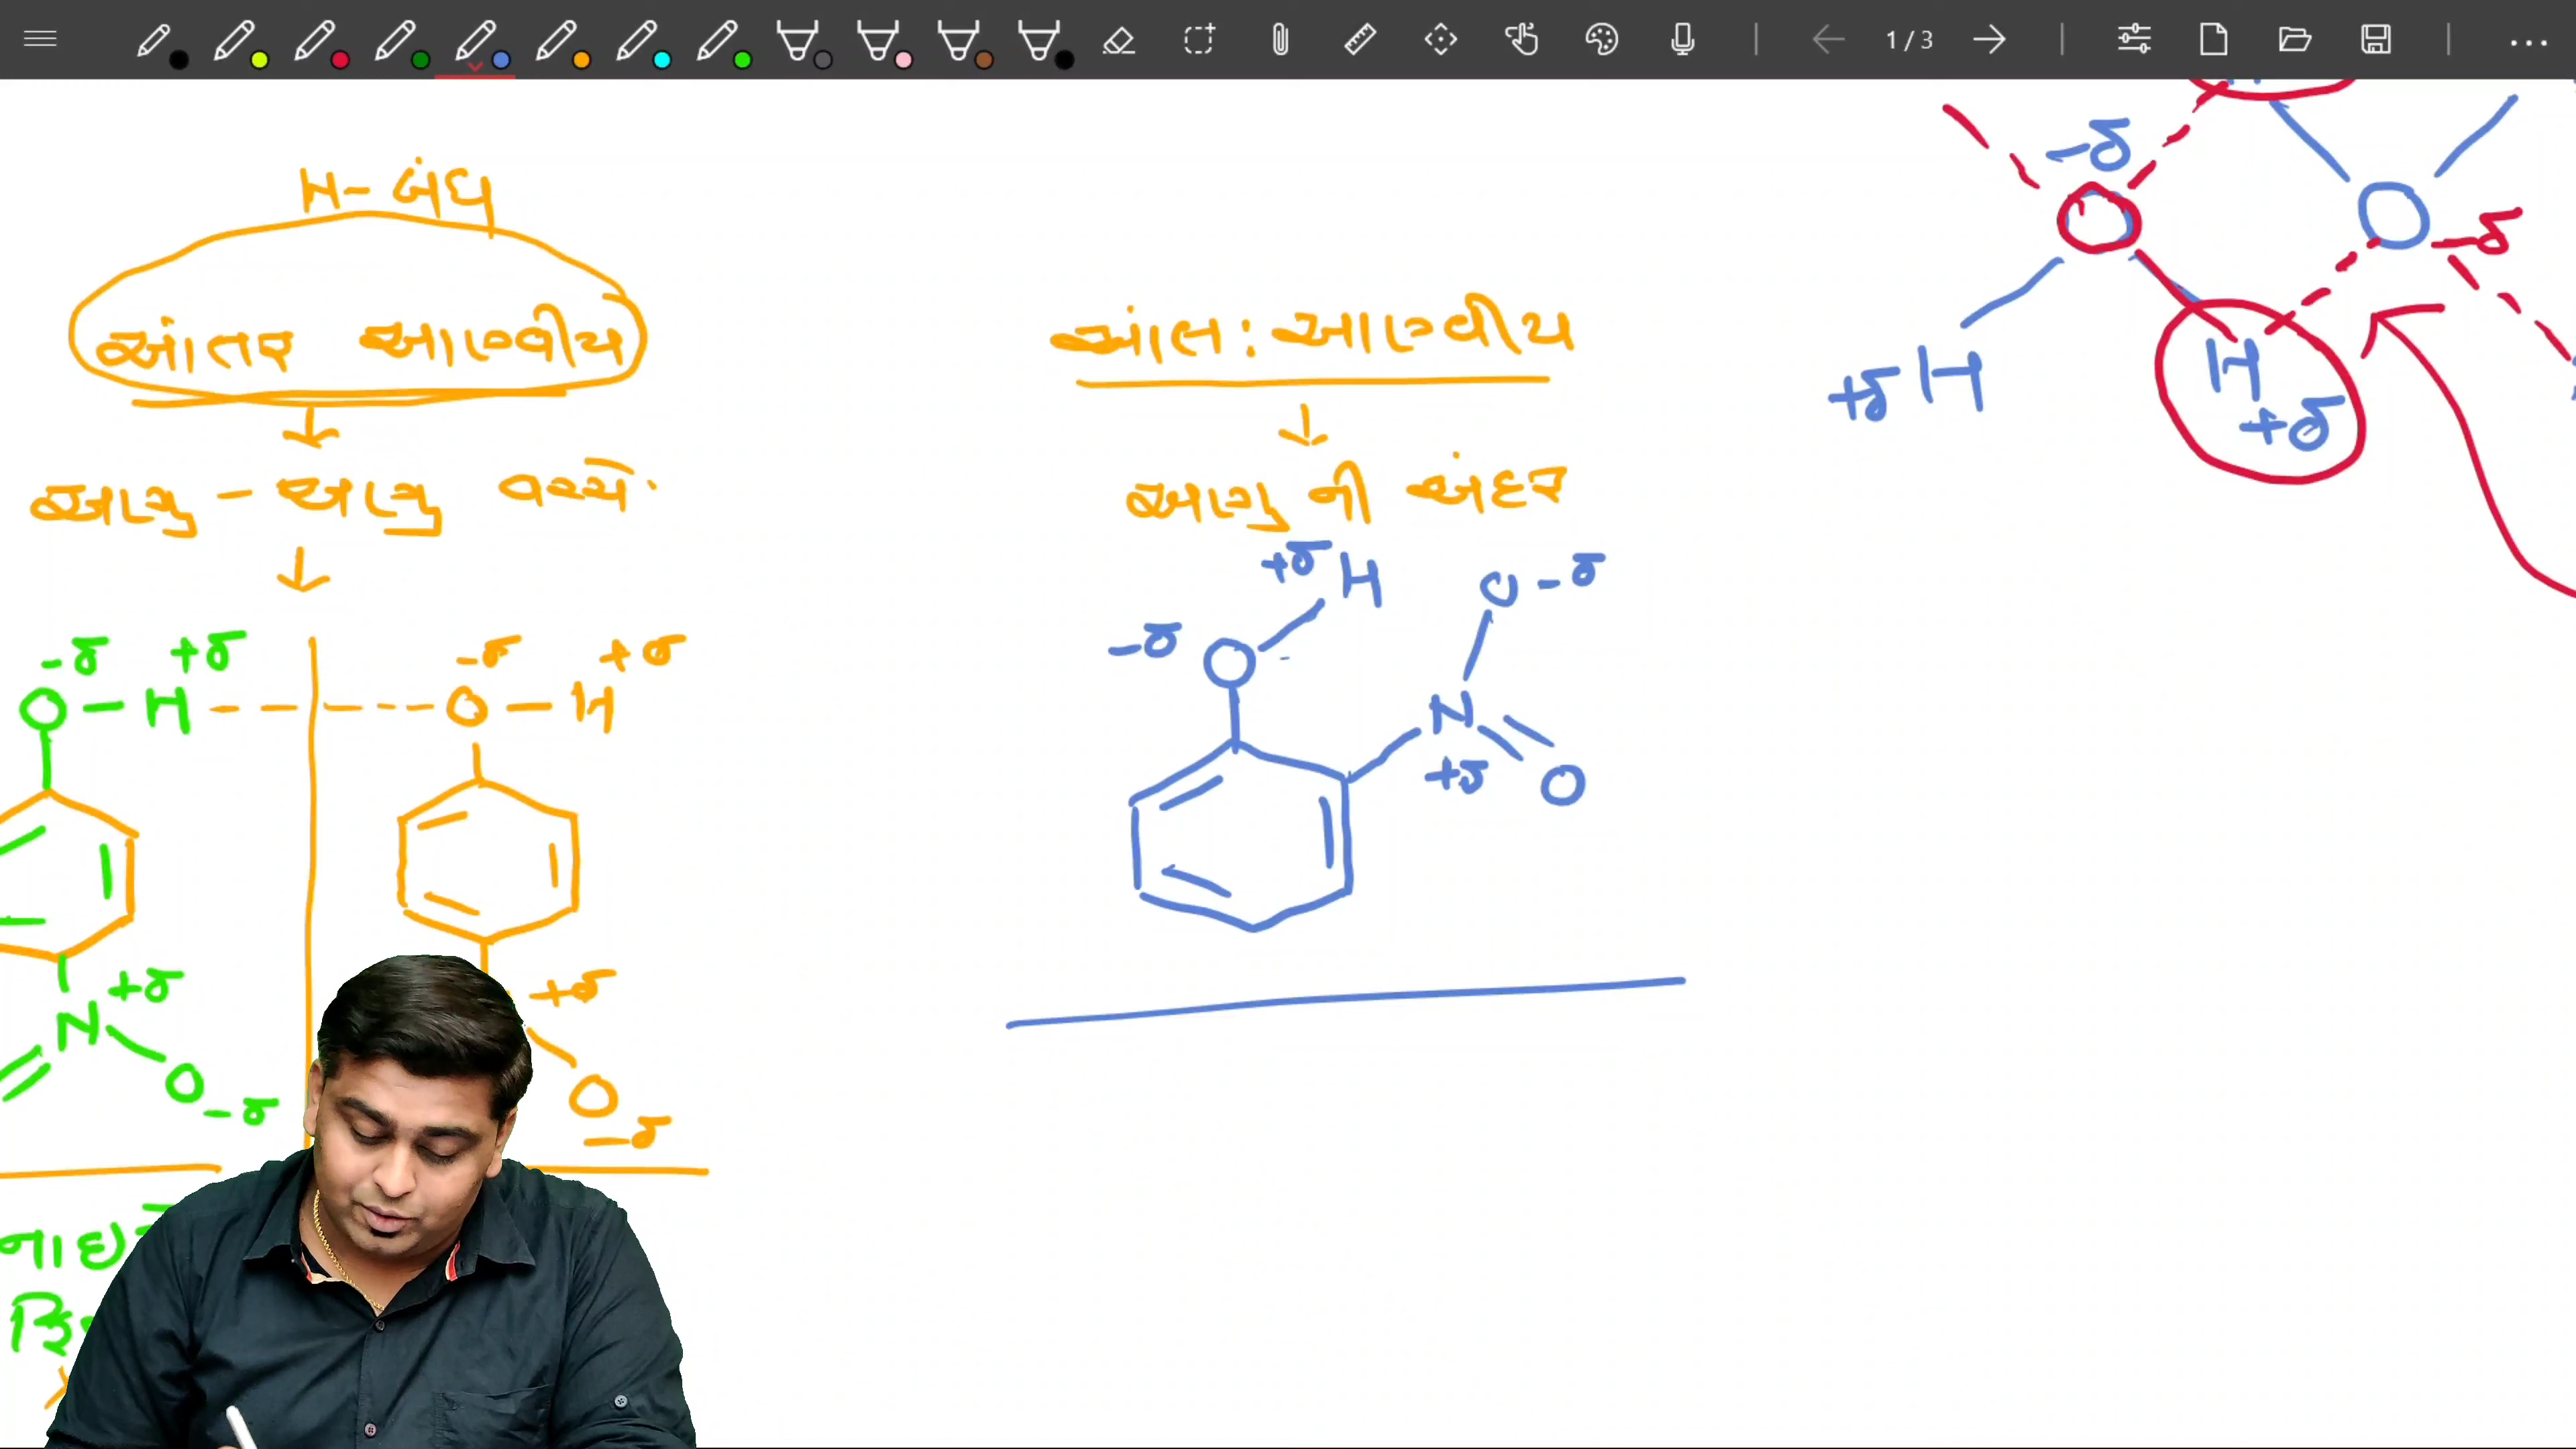 1 / 3
H - બંધ
આંતર આણ્વીય
અણુ - અણુ વચ્ચે
-δ +δ -δ +δ
O - H O - H
+δ
N
O -δ
+δ
O
-δ
અંત: આણ્વીય
અણુ ની અંદર
+δ H O -δ
-δ O
N
+δ O
-δ
O O -δ
+δ H H
+δ